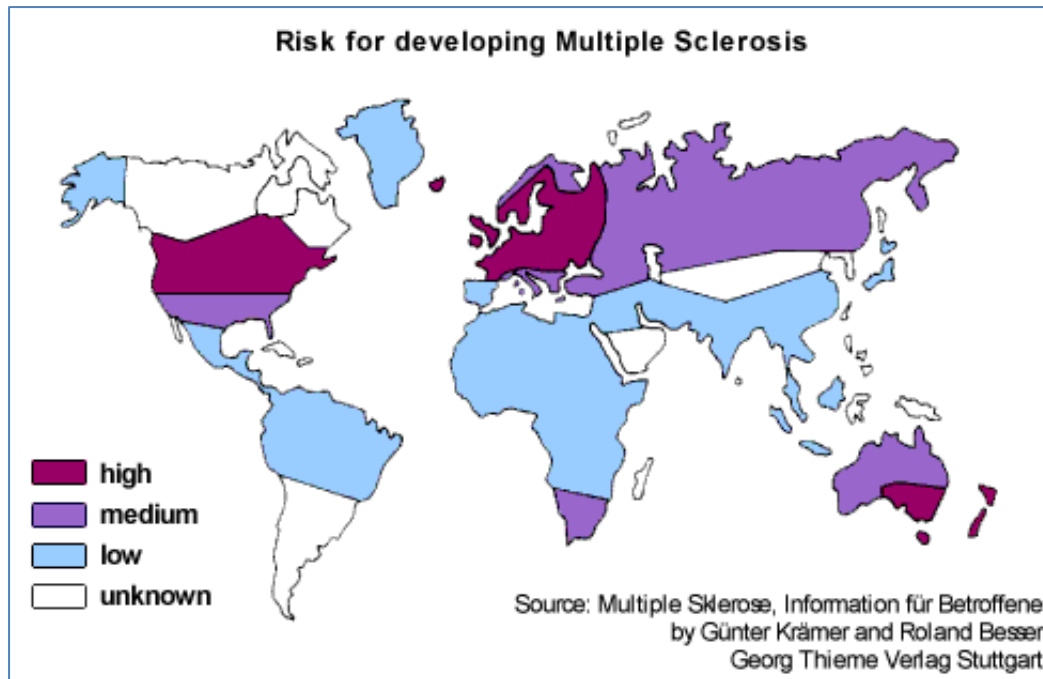 Risk for developing Multiple Sclerosis
high
medium
low
unknown
Source: Multiple Sklerose, Information für Betroffene
by Günter Krämer and Roland Besser
Georg Thieme Verlag Stuttgart